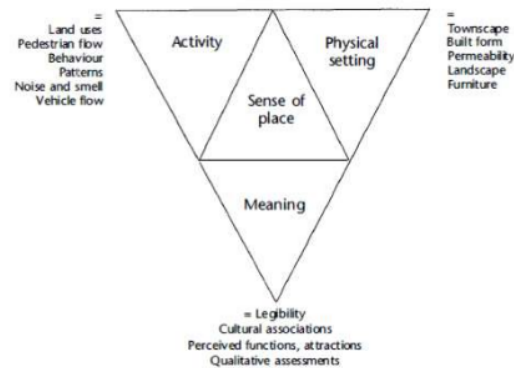 =
Land uses
Pedestrian flow
Behaviour
Patterns
Noise and smell
Vehicle flow
Activity
Physical
setting
=
Townscape
Built form
Permeability
Landscape
Furniture
Sense of
place
Meaning
= Legibility
Cultural associations
Perceived functions, attractions
Qualitative assessments